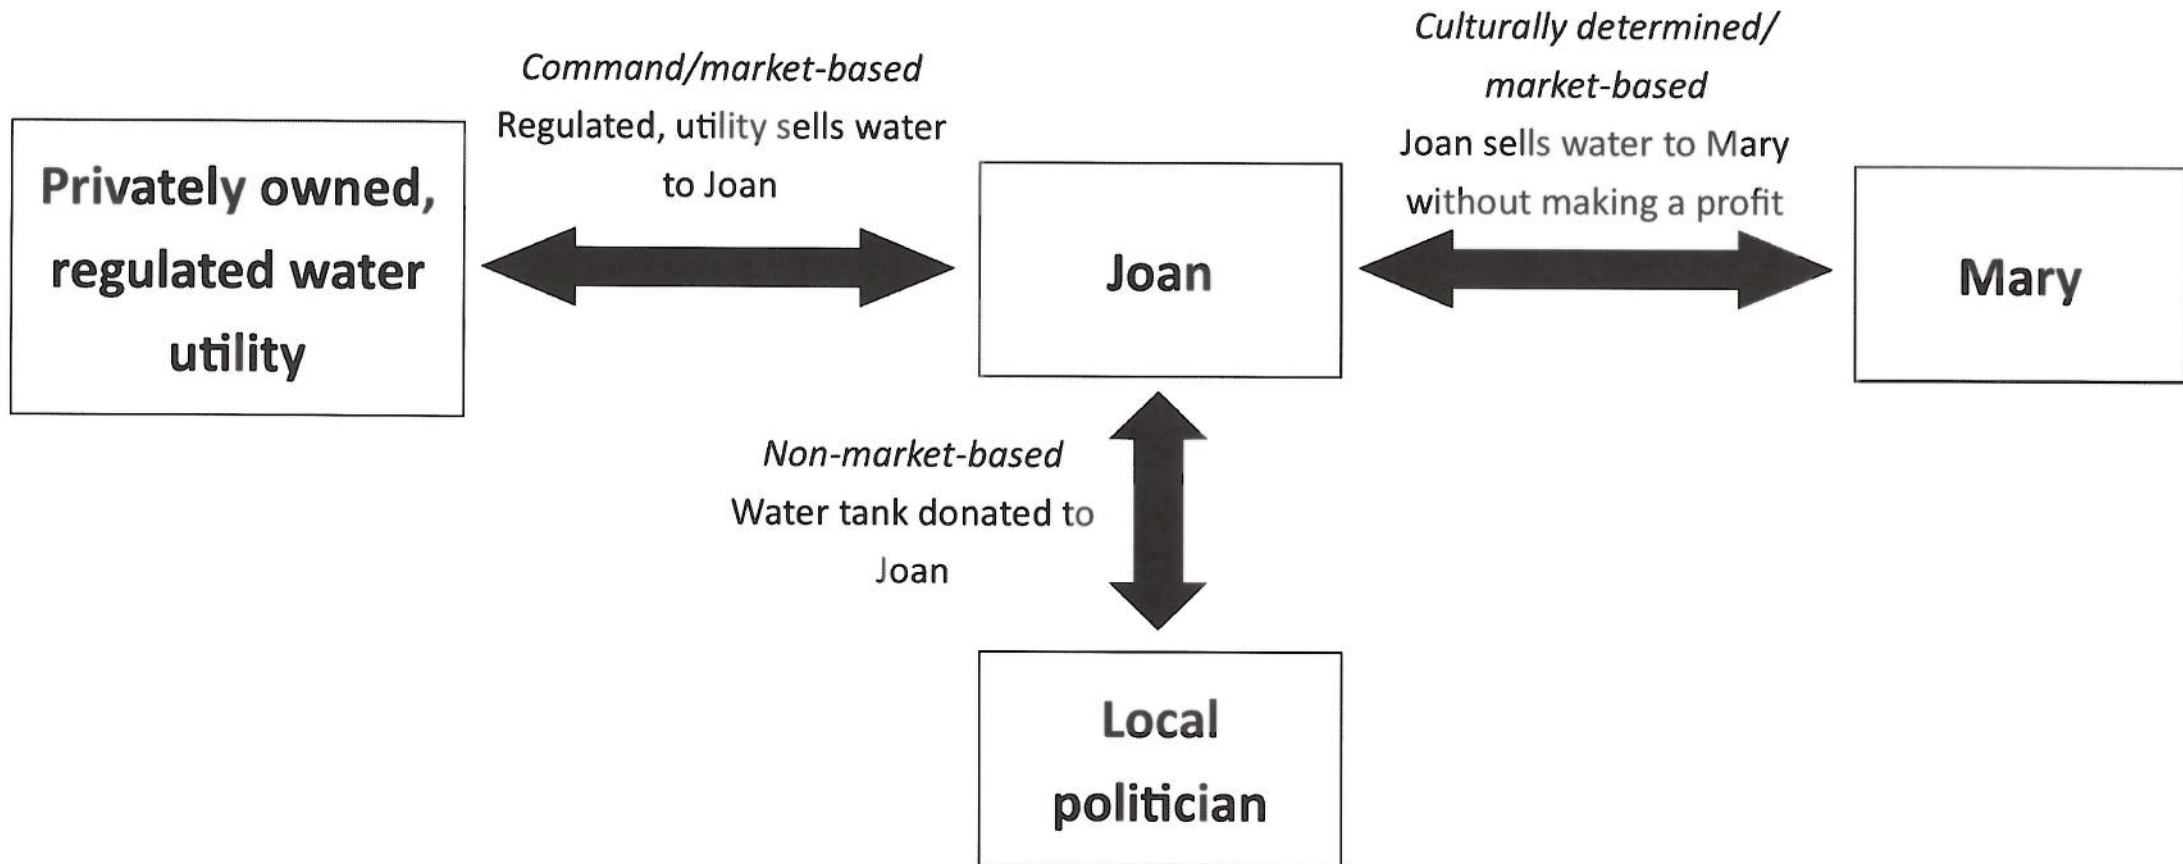 Privately owned,
regulated water
utility
Command/market-based
Regulated, utility sells water
to Joan
Joan
Culturally determined/
market-based
Joan sells water to Mary
without making a profit
Mary
Non-market-based
Water tank donated to
Joan
Local
politician